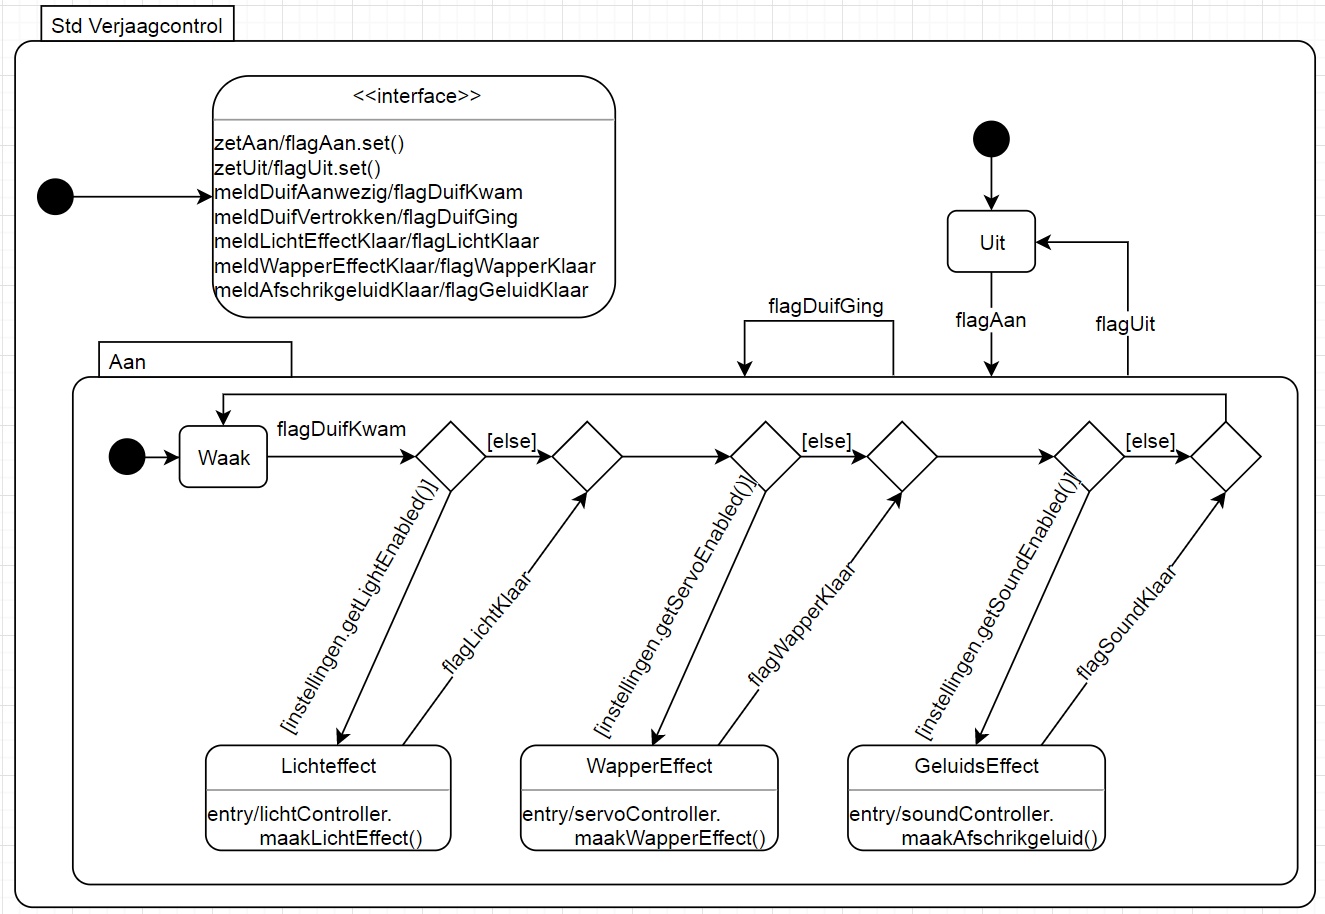 Std Verjaagcontrol
<<interface>>
zetAan/flagAan.set()
zetUit/flagUit.set()
meldDuifAanwezig/flagDuifKwam
meldDuifVertrokken/flagDuifGing
meldLichtEffectKlaar/flagLichtKlaar
meldWapperEffectKlaar/flagWapperKlaar
meldAfschrikgeluidKlaar/flagGeluidKlaar
Uit
flagDuifGing
flagAan
flagUit
Aan
Waak
flagDuifKwam
[else]
[else]
[else]
[instellingen.getLightEnabled()]
flagLichtKlaar
[instellingen.getServoEnabled()]
flagWapperKlaar
[instellingen.getSoundEnabled()]
flagSoundKlaar
Lichteffect
entry/lichtController.
maakLichtEffect()
WapperEffect
entry/servoController.
maakWapperEffect()
GeluidsEffect
entry/soundController.
maakAfschrikgeluid()